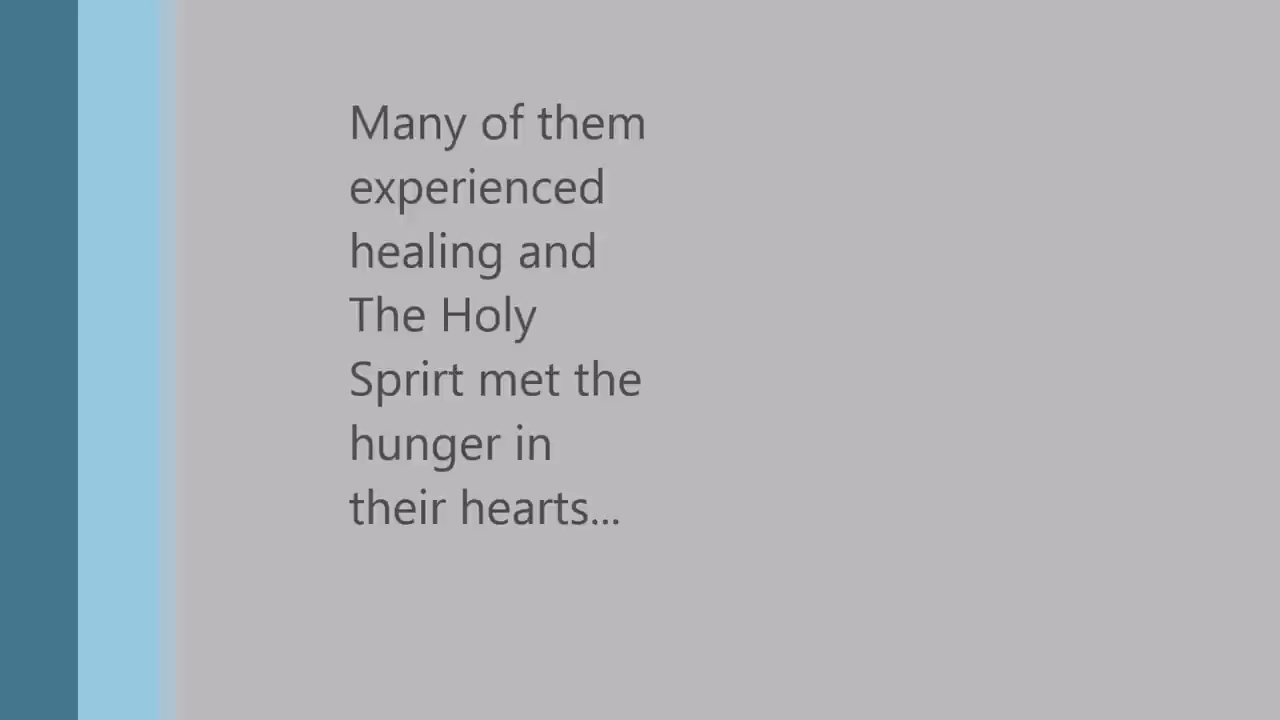 Many of them
experienced
healing and
The Holy
Sprirt met the
hunger in
their hearts...